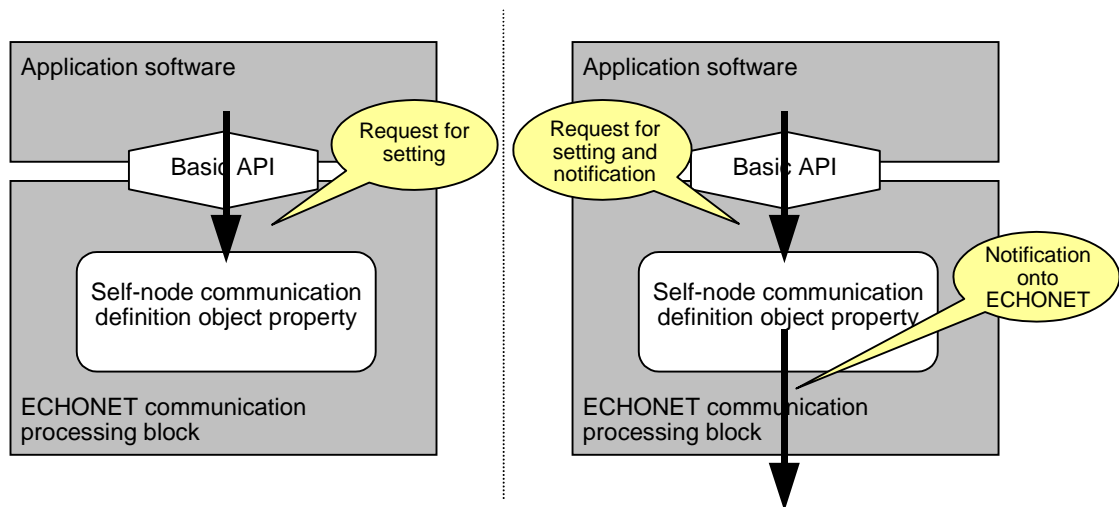 Application software
Request for
setting
Basic API
Self-node communication
definition object property
ECHONET communication
processing block
Application software
Request for
setting and
notification
Basic API
Self-node communication
definition object property
Notification
onto
ECHONET
ECHONET communication
processing block